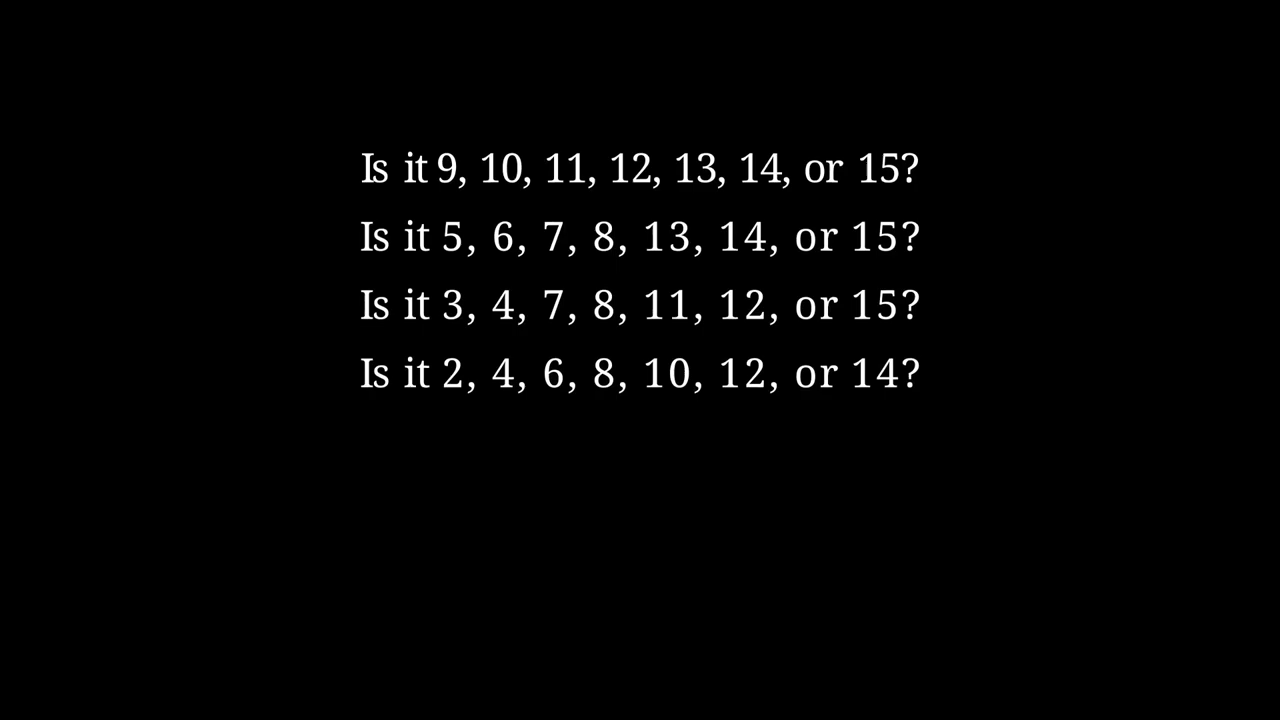 Is it 9, 10, 11, 12, 13, 14, or 15?
Is it 5, 6, 7, 8, 13, 14, or 15?
Is it 3, 4, 7, 8, 11, 12, or 15?
Is it 2, 4, 6, 8, 10, 12, or 14?